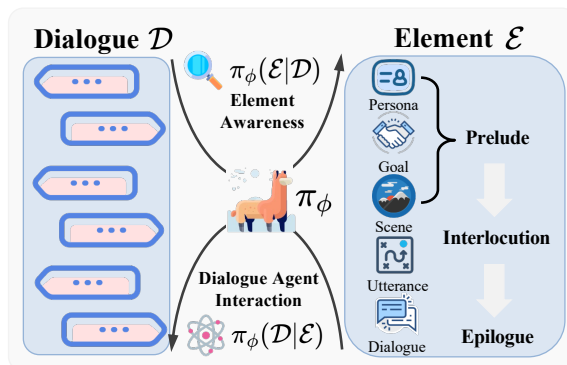 Dialogue 𝒟
π_ϕ(ℰ|𝒟)
Element
Awareness
π_ϕ
Dialogue Agent
Interaction
π_ϕ(𝒟|ℰ)
Element ℰ
Persona
Goal
Scene
Utterance
Dialogue
Prelude
Interlocution
Epilogue